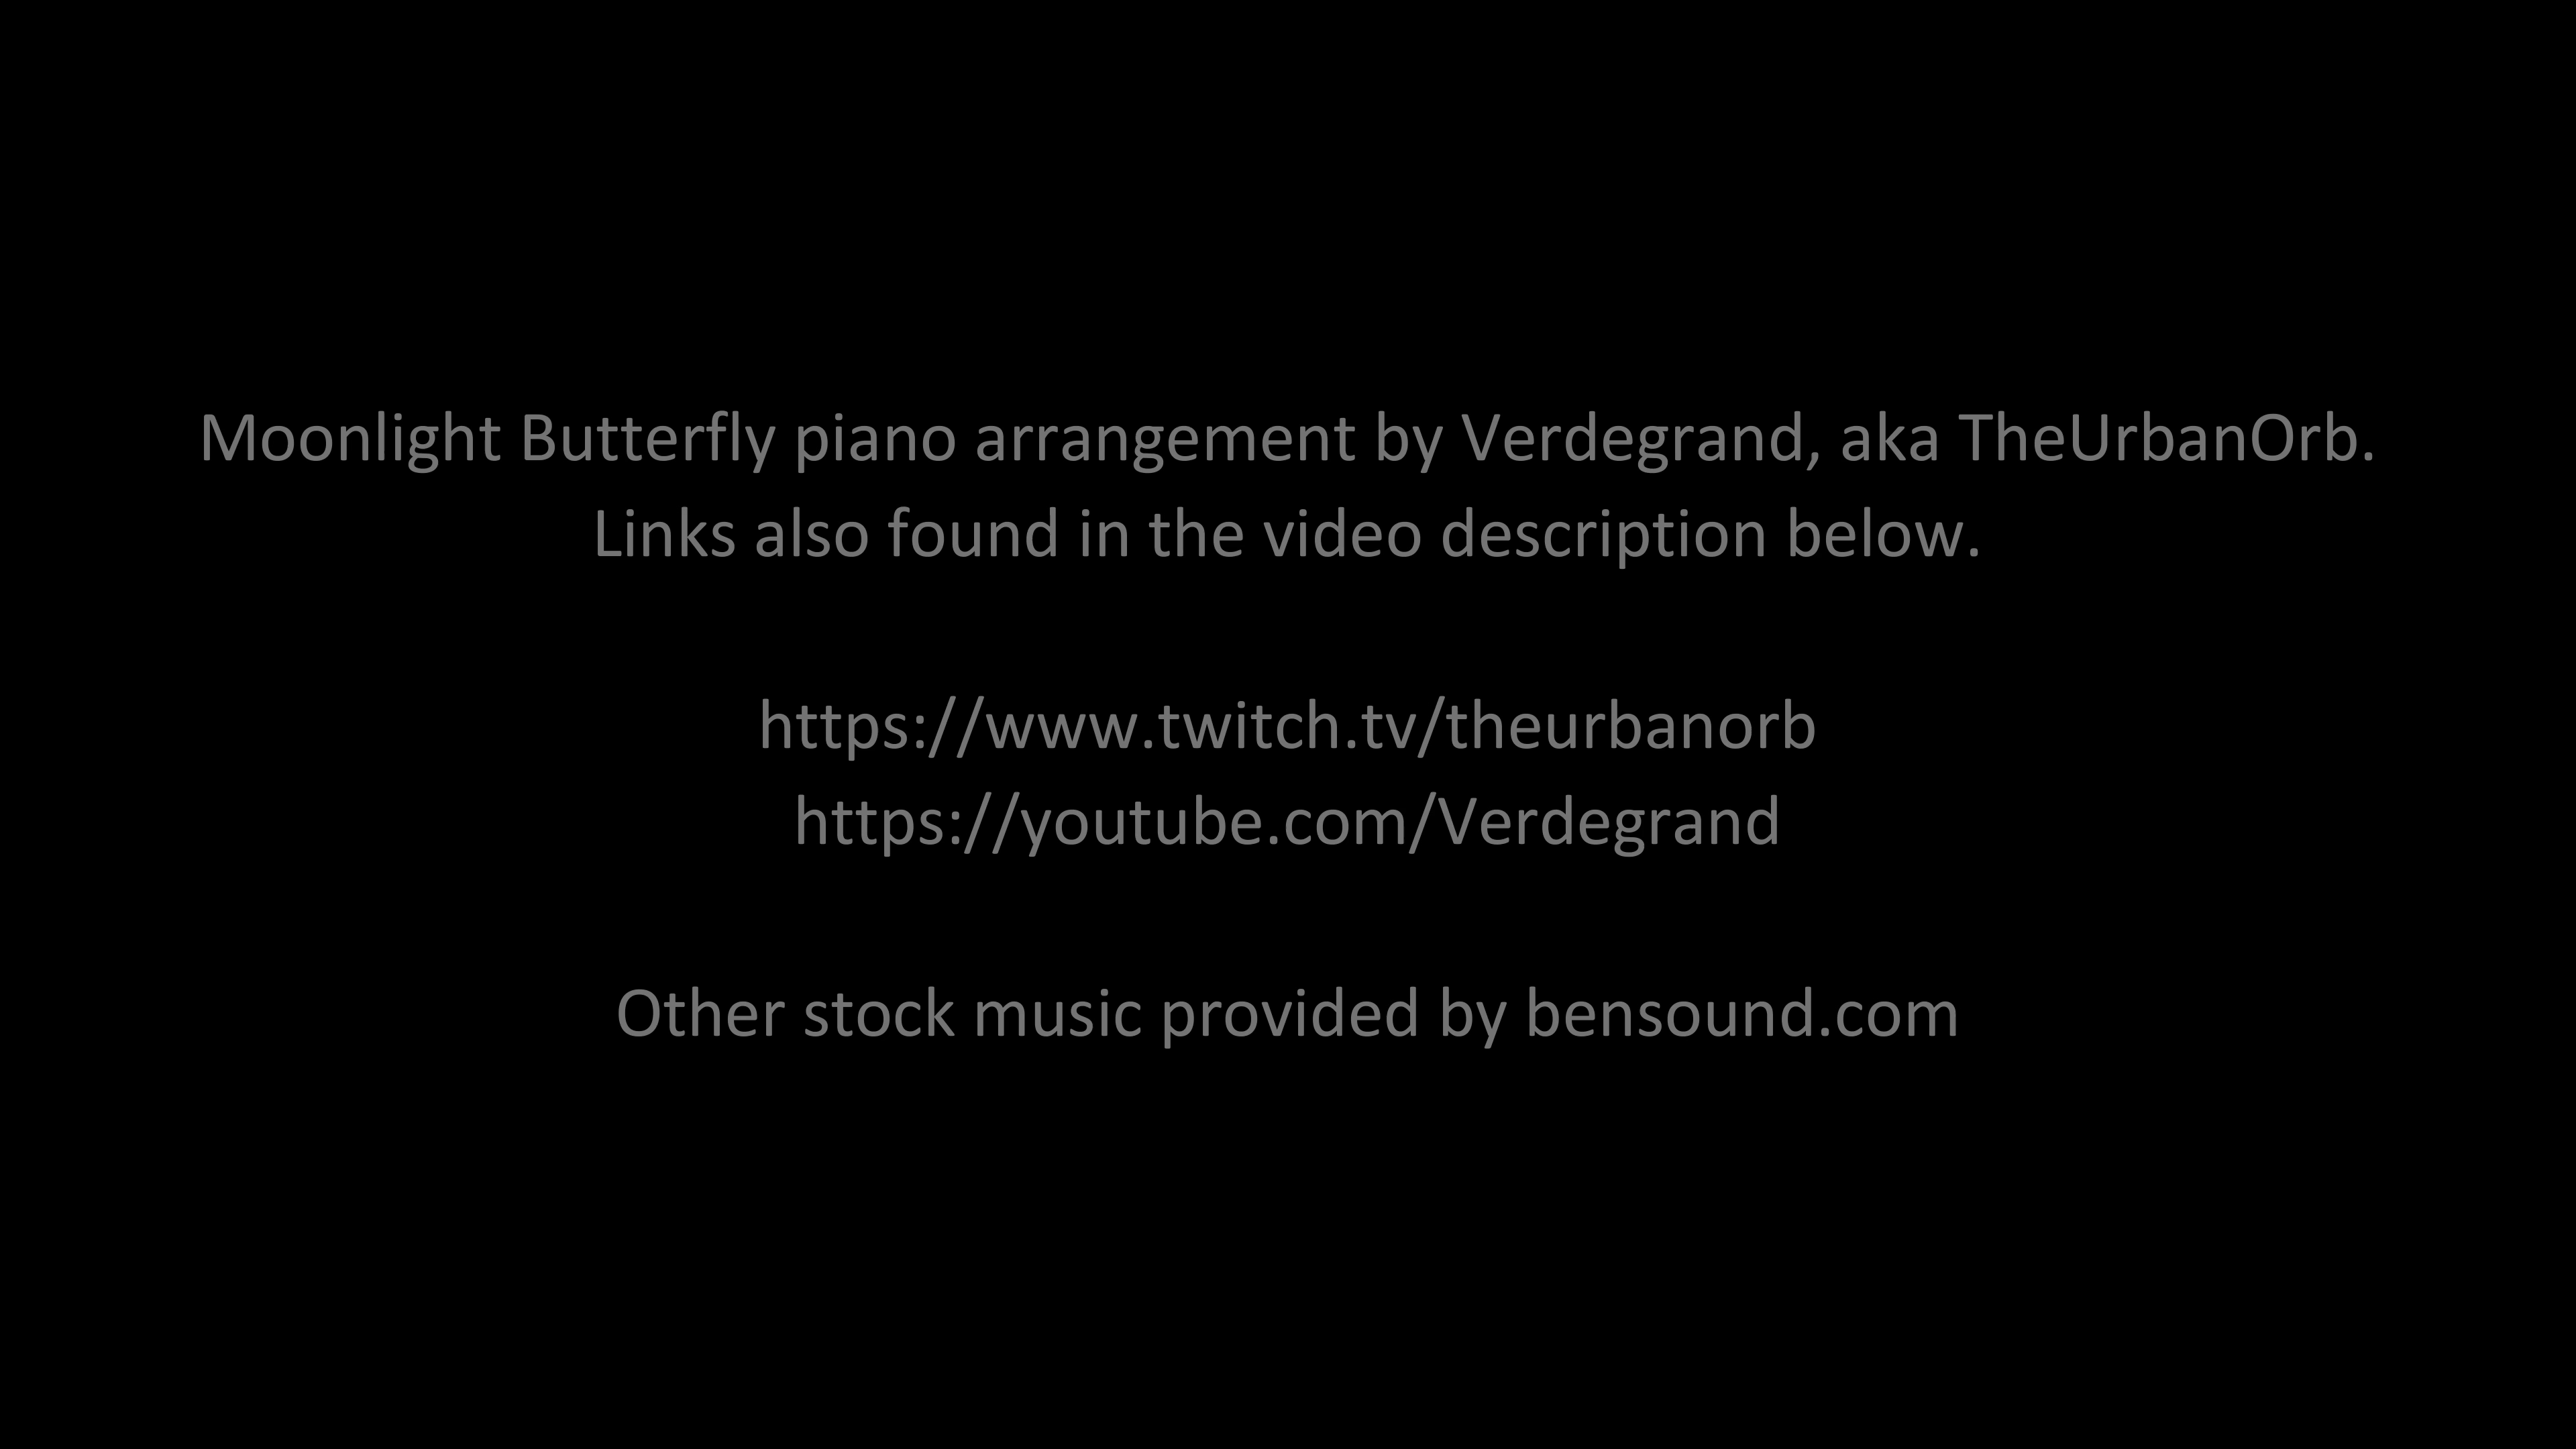 Moonlight Butterfly piano arrangement by Verdegrand, aka TheUrbanOrb.
Links also found in the video description below.
https://www.twitch.tv/theurbanorb
https://youtube.com/Verdegrand
Other stock music provided by bensound.com